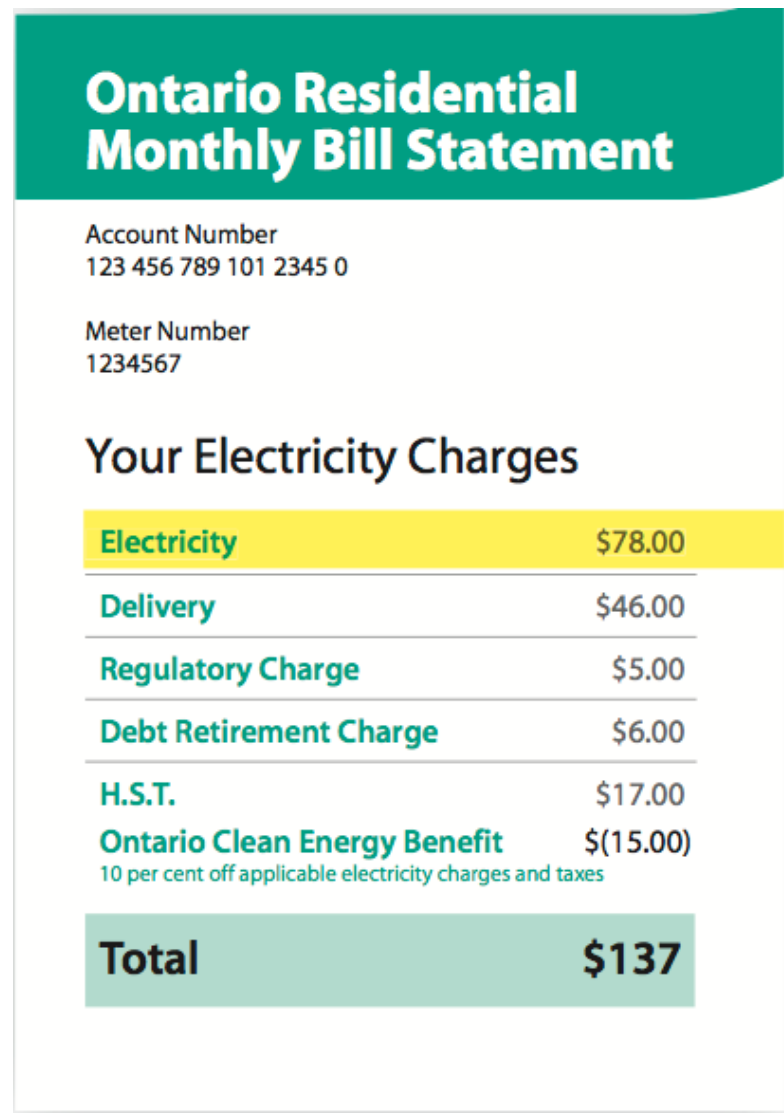 Ontario Residential
Monthly Bill Statement
Account Number
123 456 789 101 2345 0
Meter Number
1234567
Your Electricity Charges
Electricity $78.00
Delivery $46.00
Regulatory Charge $5.00
Debt Retirement Charge $6.00
H.S.T. $17.00
Ontario Clean Energy Benefit $(15.00)
10 per cent off applicable electricity charges and taxes
Total $137